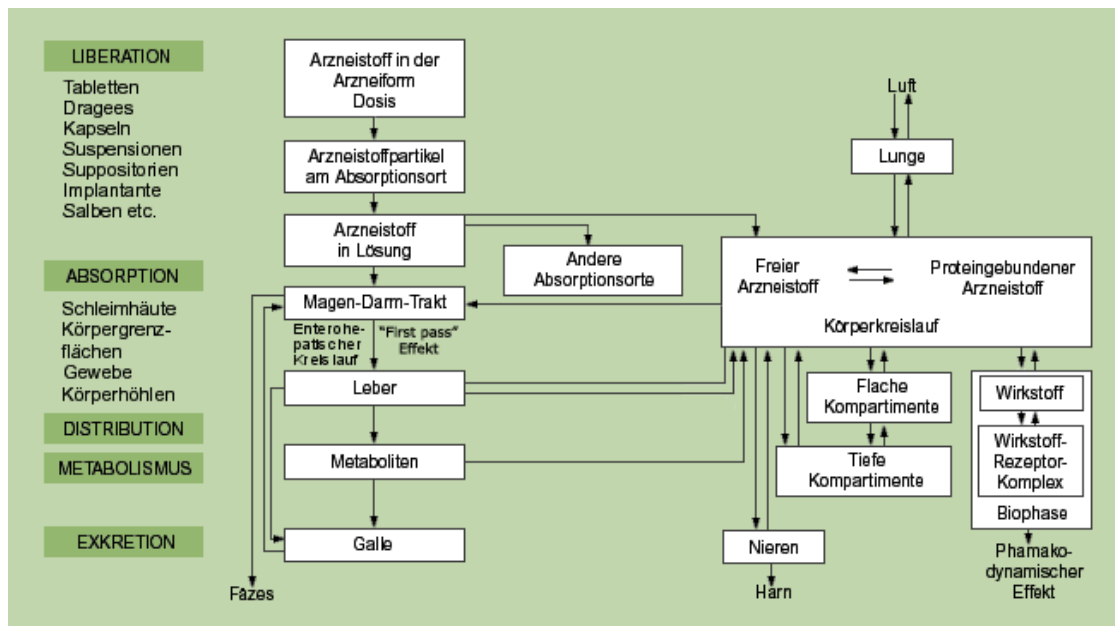 LIBERATION
Tabletten
Dragees
Kapseln
Suspensionen
Suppositorien
Implantante
Salben etc.
ABSORPTION
Schleimhäute
Körpergrenz-
flächen
Gewebe
Körperhöhlen
DISTRIBUTION
METABOLISMUS
EXKRETION
Arzneistoff in der
Arzneiform
Dosis
Arzneistoffpartikel
am Absorptionsort
Arzneistoff
in Lösung
Andere
Absorptionsorte
Magen-Darm-Trakt
Enterohe-
patischer
Kreislauf
"First pass"
Effekt
Leber
Metaboliten
Galle
Fäzes
Luft
Lunge
Freier
Arzneistoff
Proteingebundener
Arzneistoff
Körperkreislauf
Flache
Kompartimente
Tiefe
Kompartimente
Nieren
Harn
Wirkstoff
Wirkstoff-
Rezeptor-
Komplex
Biophase
Phamako-
dynamischer
Effekt